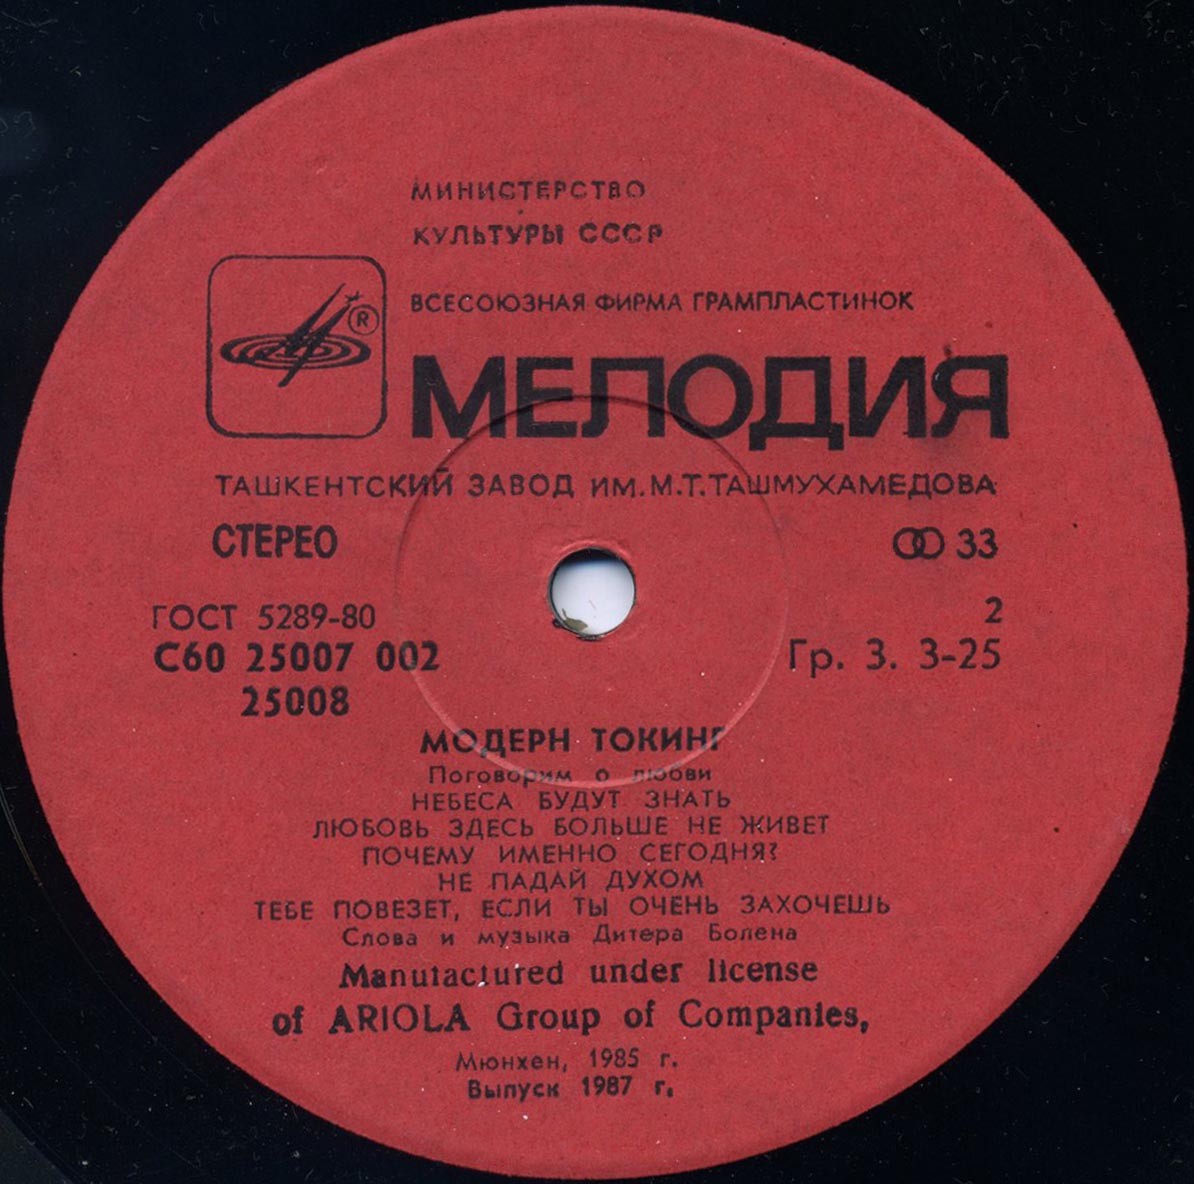 МИНИСТЕРСТВО
КУЛЬТУРЫ СССР
ВСЕСОЮЗНАЯ ФИРМА ГРАМПЛАСТИНОК
®
МЕЛОДИЯ
ТАШКЕНТСКИЙ ЗАВОД ИМ.М.Т.ТАШМУХАМЕДОВА
СТЕРЕО 33
ГОСТ 5289-80 2
С60 25007 002 Гр. 3. 3-25
25008
МОДЕРН ТОКИНГ
Поговорим о любви
НЕБЕСА БУДУТ ЗНАТЬ
ЛЮБОВЬ ЗДЕСЬ БОЛЬШЕ НЕ ЖИВЕТ
ПОЧЕМУ ИМЕННО СЕГОДНЯ?
НЕ ПАДАЙ ДУХОМ
ТЕБЕ ПОВЕЗЕТ, ЕСЛИ ТЫ ОЧЕНЬ ЗАХОЧЕШЬ
Слова и музыка Дитера Болена
Manufactured under license
of ARIOLA Group of Companies,
Мюнхен, 1985 г.
Выпуск 1987 г.